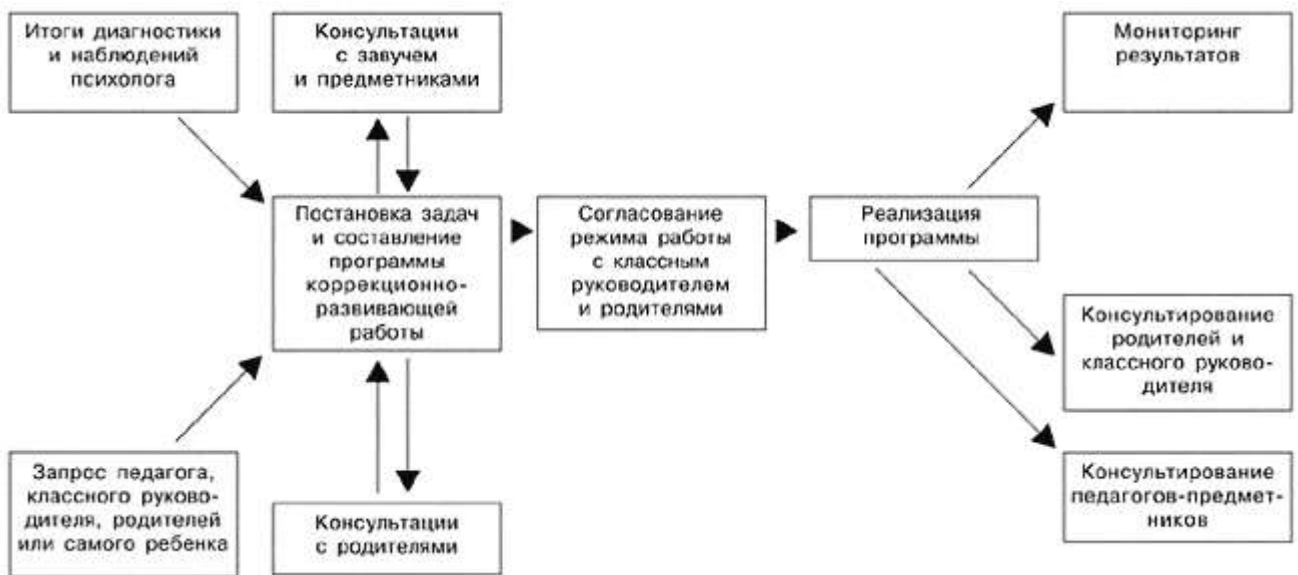 Итоги диагностики
и наблюдений
психолога
Консультации
с завучем
и предметниками
Мониторинг
результатов
Постановка задач
и составление
программы
коррекционно-
развивающей
работы
Согласование
режима работы
с классным
руководителем
и родителями
Реализация
программы
Консультирование
родителей и
классного руково-
дителя
Запрос педагога,
классного руково-
дителя, родителей
или самого ребенка
Консультации
с родителями
Консультирование
педагогов-предмет-
ников